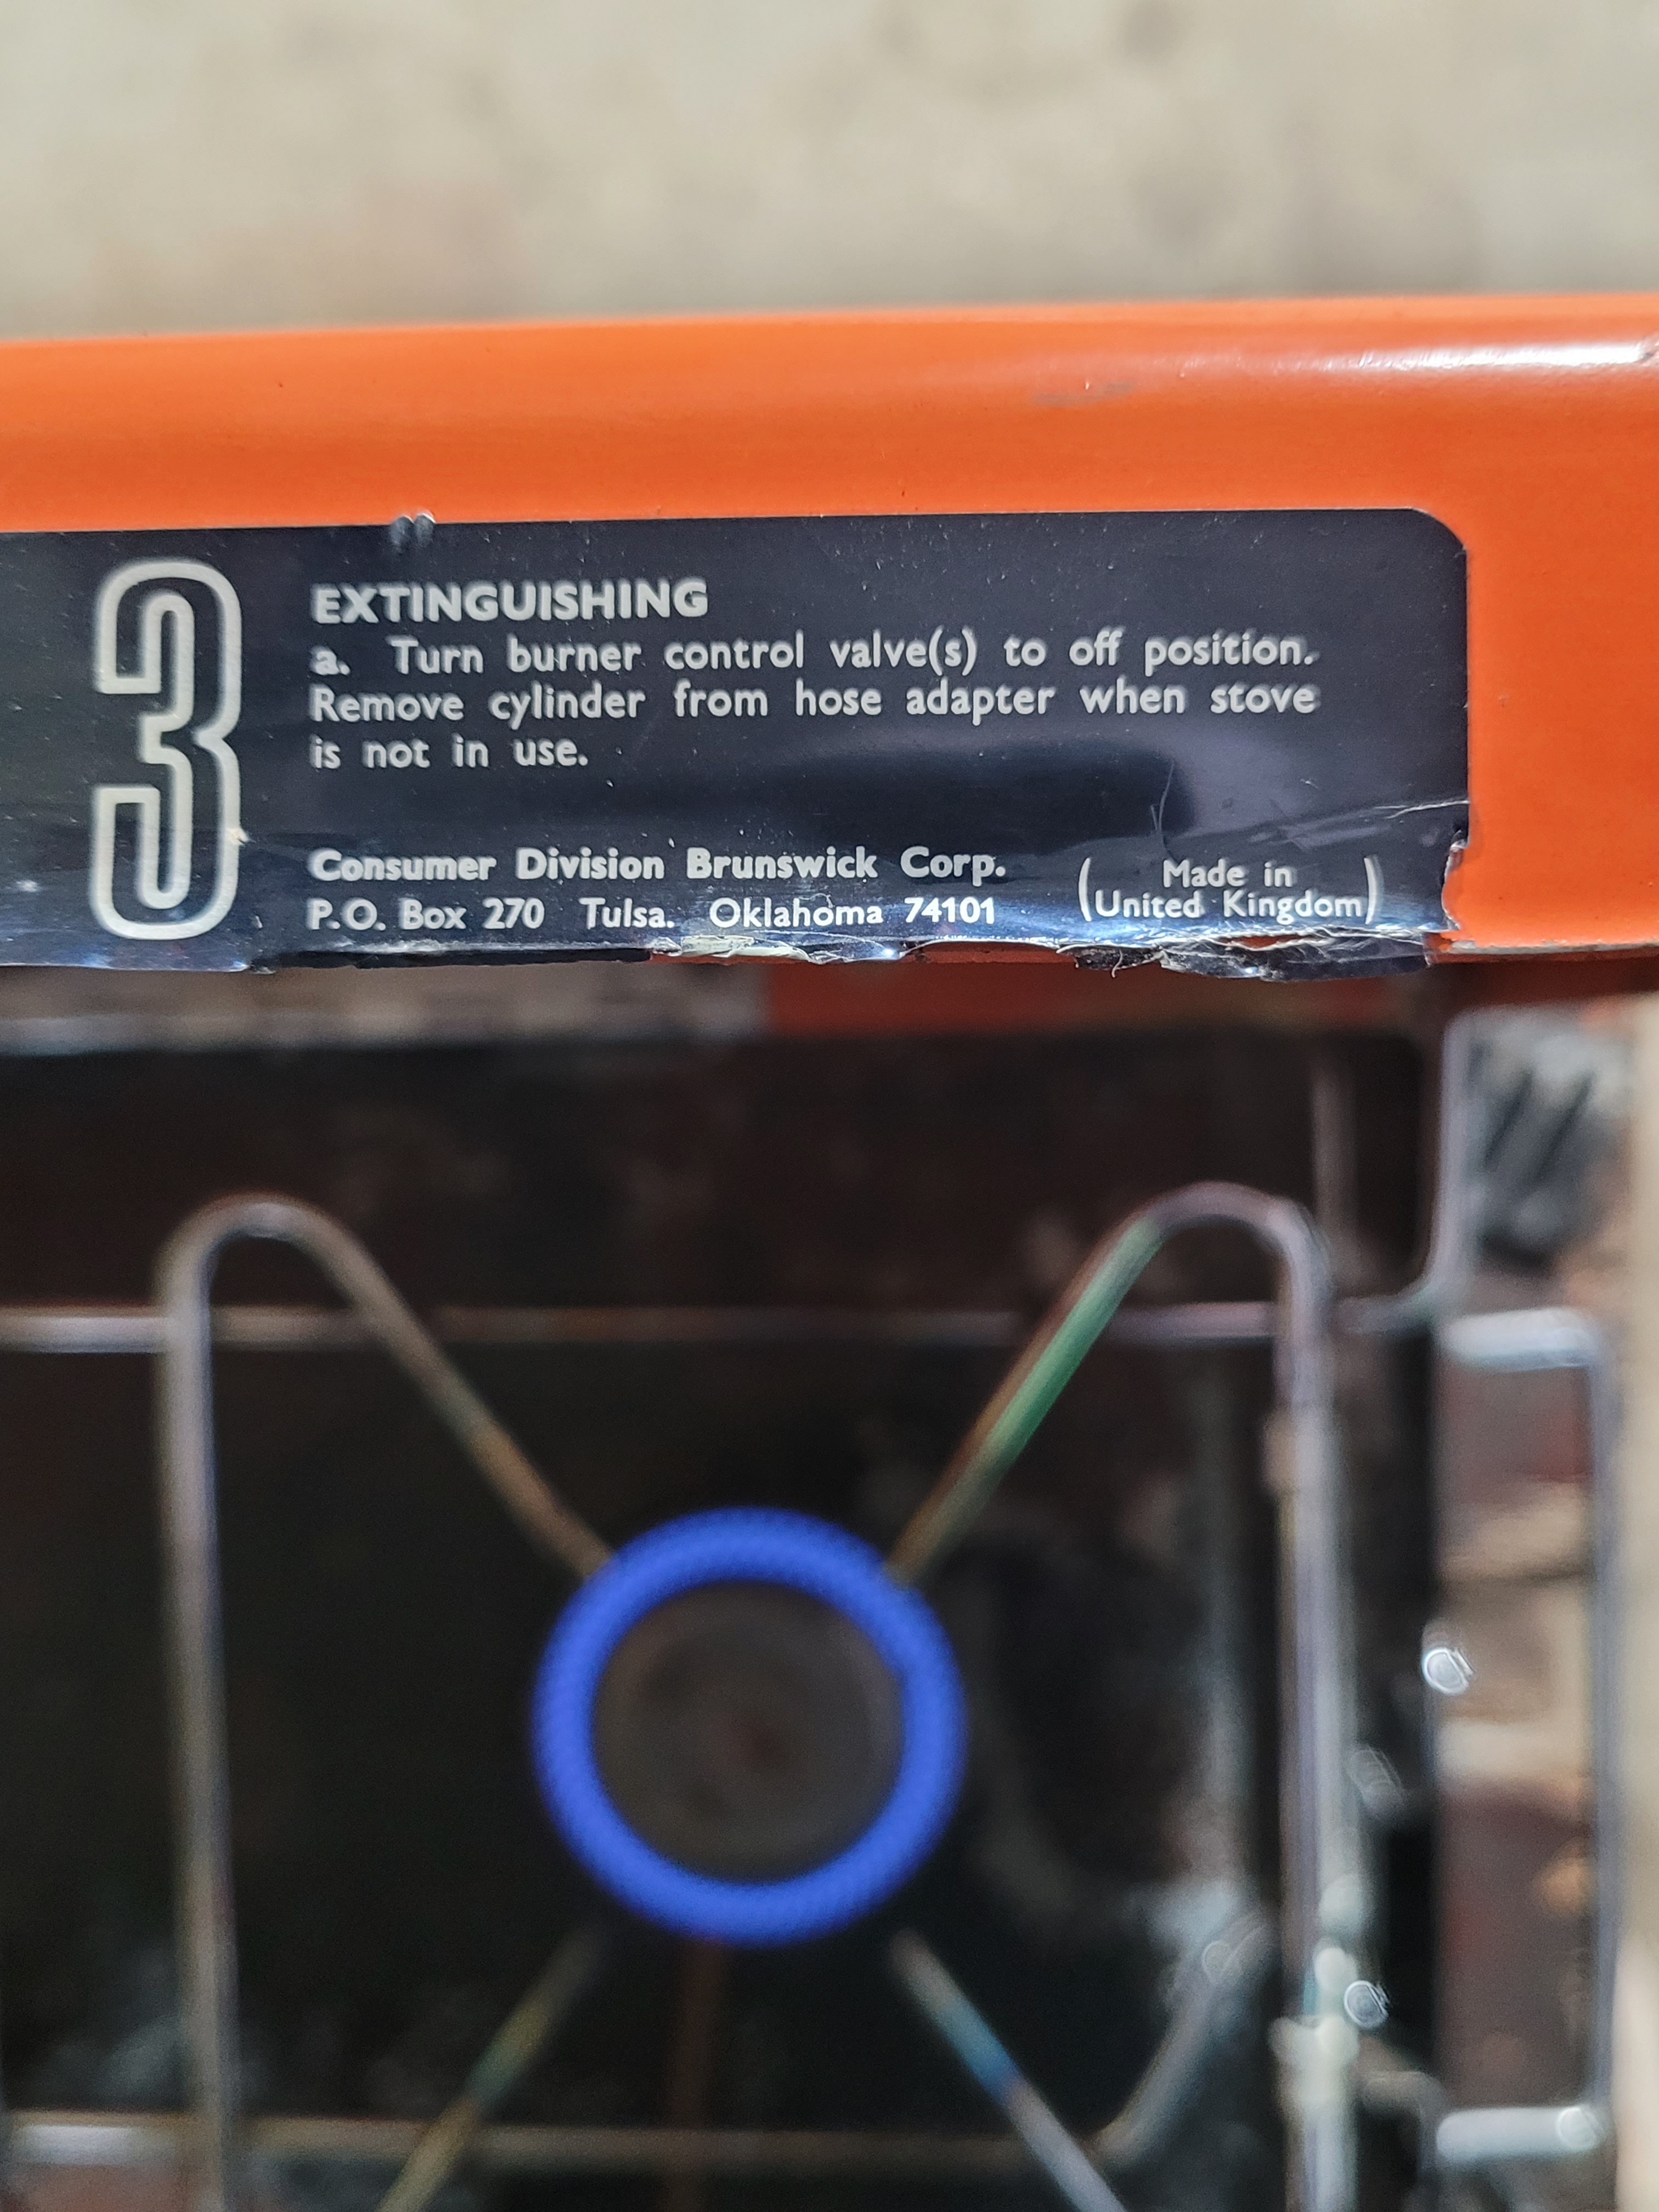 3
EXTINGUISHING
a. Turn burner control valve(s) to off position.
Remove cylinder from hose adapter when stove
is not in use.
Consumer Division Brunswick Corp.
P.O. Box 270 Tulsa. Oklahoma 74101
(Made in
United Kingdom)